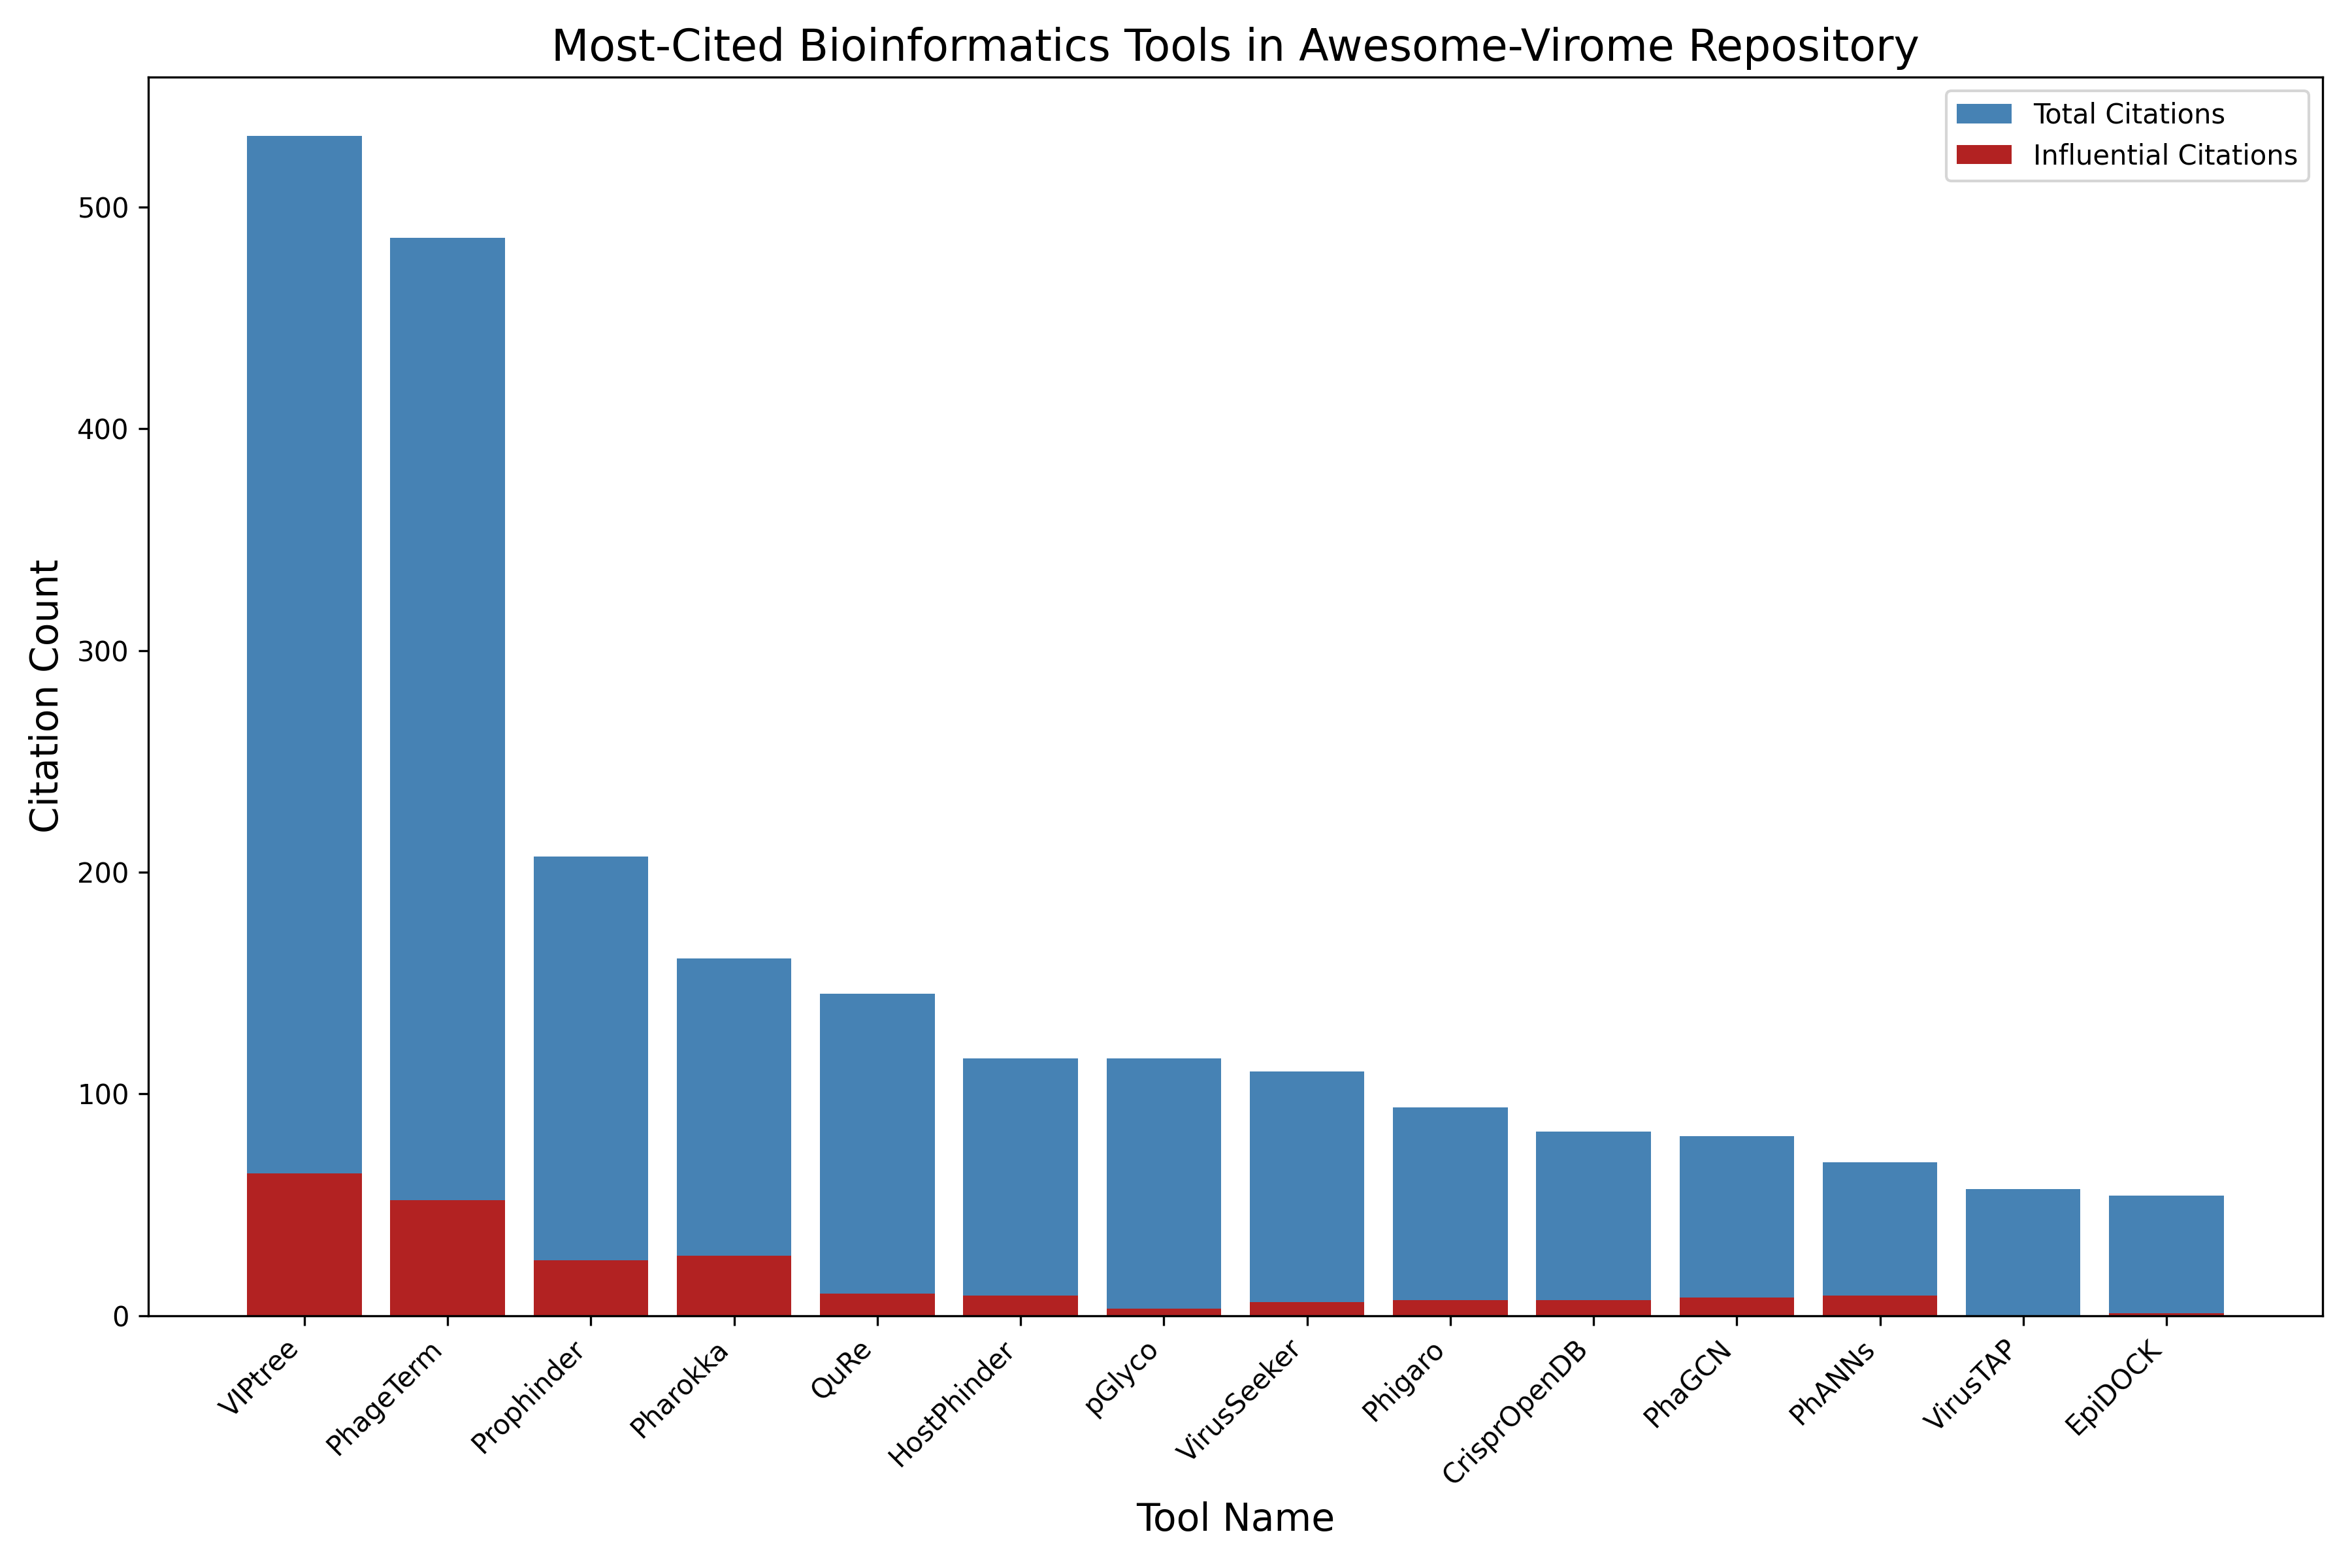 Most-Cited Bioinformatics Tools in Awesome-Virome Repository
Total Citations
Influential Citations
Citation Count
500
400
300
200
100
0
VIPtree
PhageTerm
Prophinder
Pharokka
QuRe
HostPhinder
pGlyco
VirusSeeker
Phigaro
CrisprOpenDB
PhaGCN
PhANNs
VirusTAP
EpiDOCK
Tool Name